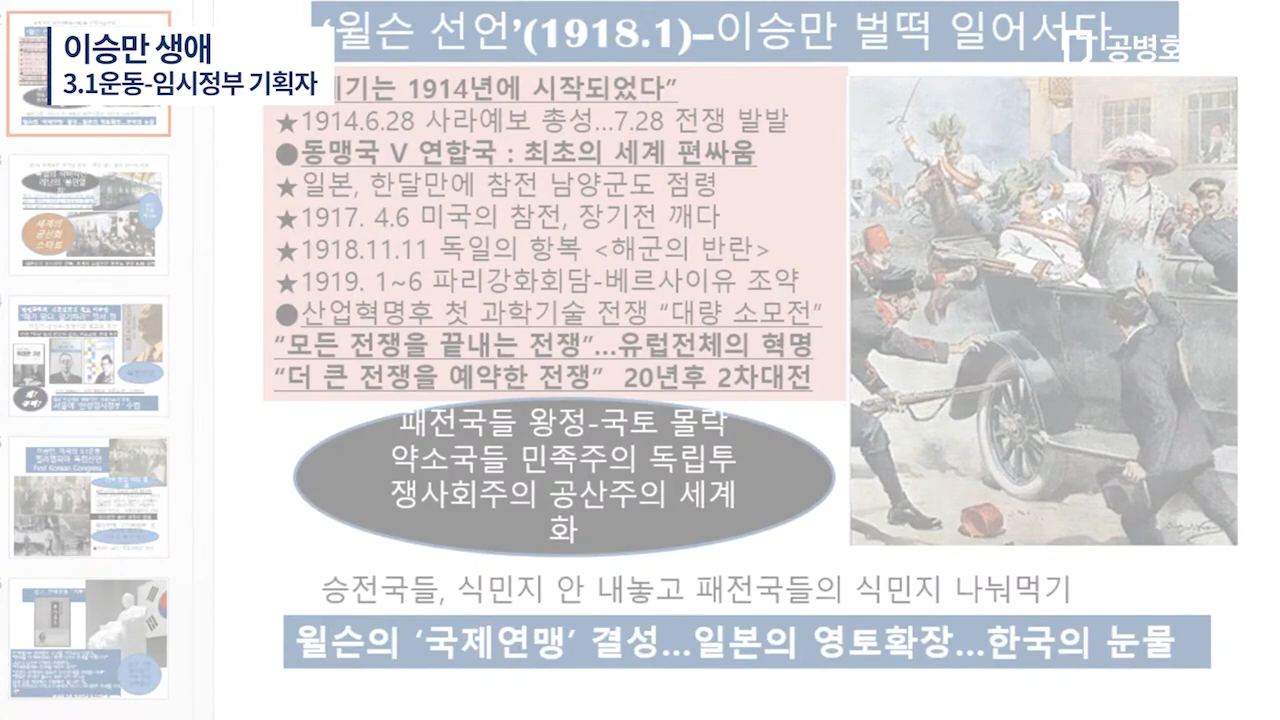 이승만 생애
3.1운동-임시정부 기획자
‘윌슨 선언’(1918.1)–이승만 벌떡 일어서다
공병호
기는 1914년에 시작되었다”
★1914.6.28 사라예보 총성...7.28 전쟁 발발
●동맹국 V 연합국 : 최초의 세계 편싸움
★일본, 한달만에 참전 남양군도 점령
★1917. 4.6 미국의 참전, 장기전 깨다
★1918.11.11 독일의 항복 <해군의 반란>
★1919. 1~6 파리강화회담-베르사이유 조약
●산업혁명후 첫 과학기술 전쟁 “대량 소모전”
“모든 전쟁을 끝내는 전쟁”...유럽전체의 혁명
“더 큰 전쟁을 예약한 전쟁” 20년후 2차대전
패전국들 왕정-국토 몰락
약소국들 민족주의 독립투
쟁사회주의 공산주의 세계
화
승전국들, 식민지 안 내놓고 패전국들의 식민지 나눠먹기
윌슨의 ‘국제연맹’ 결성...일본의 영토확장...한국의 눈물
세계의
공산화
스타트
First Korean Congress